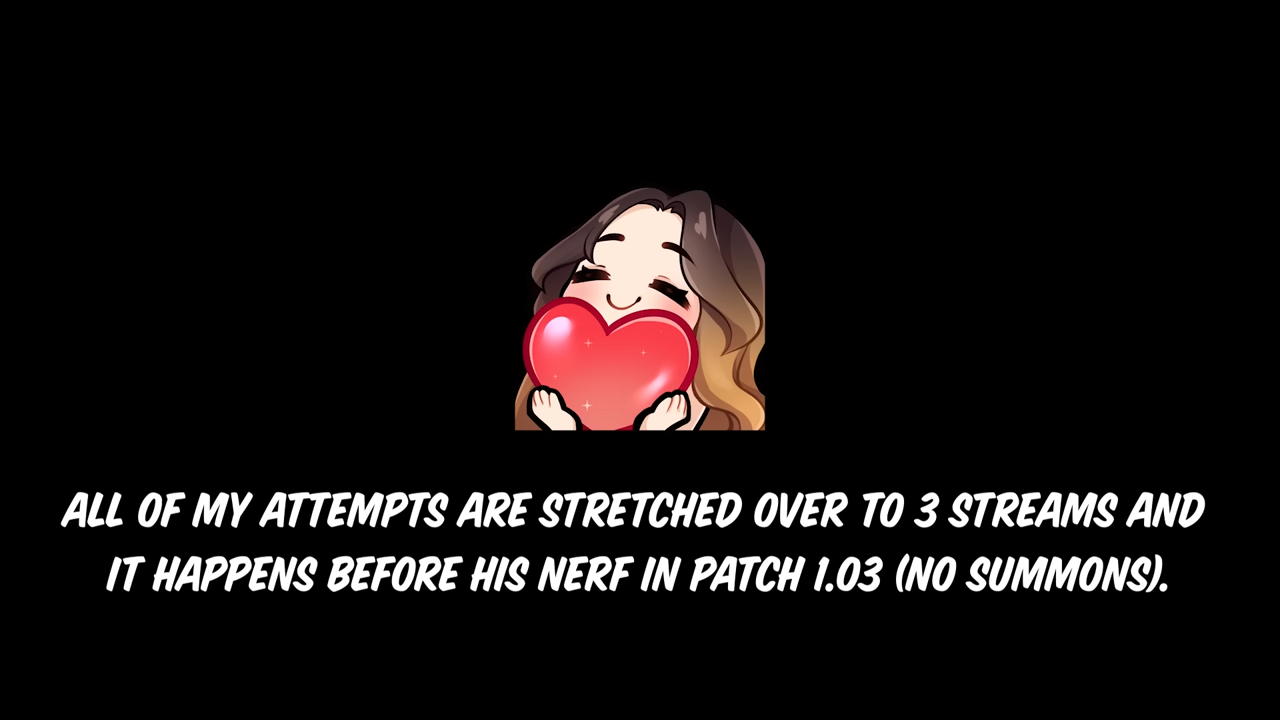 ALL OF MY ATTEMPTS ARE STRETCHED OVER TO 3 STREAMS AND
IT HAPPENS BEFORE HIS NERF IN PATCH 1.03 (NO SUMMONS).